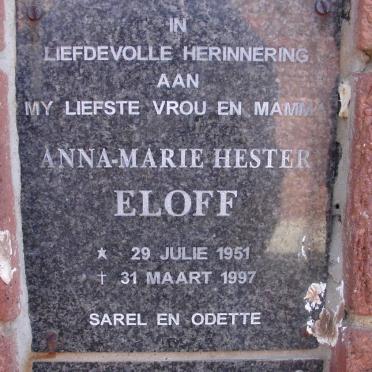 IN
LIEFDEVOLLE HERINNERING
AAN
MY LIEFSTE VROU EN MAMMA
ANNA-MARIE HESTER
ELOFF
★ 29 JULIE 1951
† 31 MAART 1997
SAREL EN ODETTE